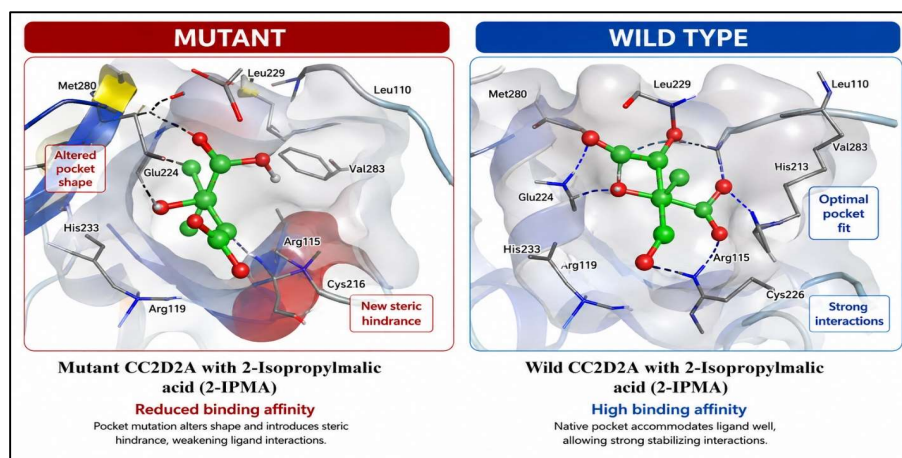 MUTANT
Met280
Leu229
Leu110
Altered
pocket
shape
Glu224
Val283
His233
Arg115
Arg119
Cys216
New steric
hindrance
Mutant CC2D2A with 2-Isopropylmalic
acid (2-IPMA)
Reduced binding affinity
Pocket mutation alters shape and introduces steric
hindrance, weakening ligand interactions.
WILD TYPE
Met280
Leu229
Leu110
Val283
His213
Glu224
Optimal
pocket
fit
His233
Arg119
Arg115
Cys226
Strong
interactions
Wild CC2D2A with 2-Isopropylmalic
acid (2-IPMA)
High binding affinity
Native pocket accommodates ligand well,
allowing strong stabilizing interactions.